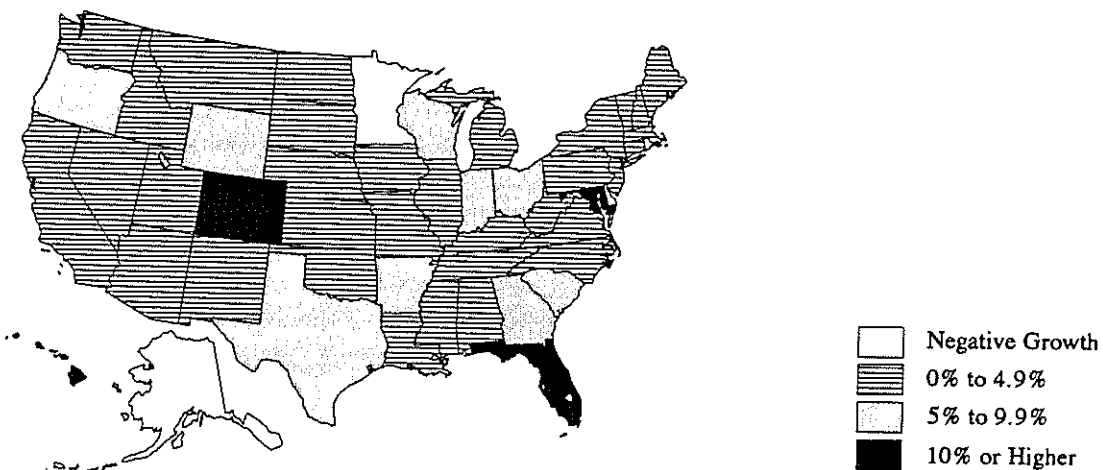 Negative Growth
0% to 4.9%
5% to 9.9%
10% or Higher